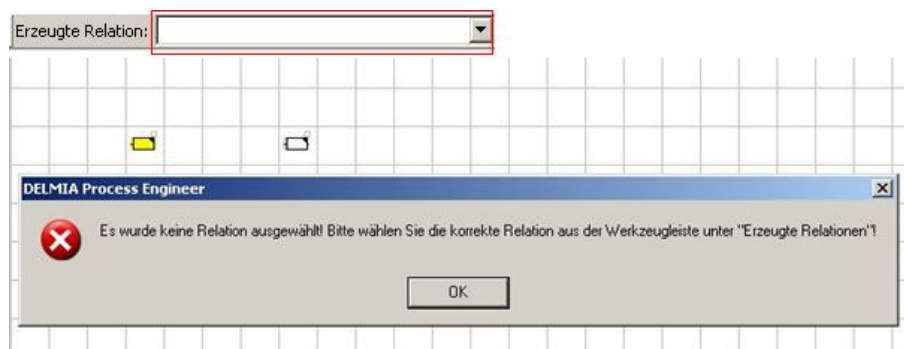 Erzeugte Relation:
DELMIA Process Engineer
Es wurde keine Relation ausgewählt! Bitte wählen Sie die korrekte Relation aus der Werkzeugleiste unter "Erzeugte Relationen"!
OK